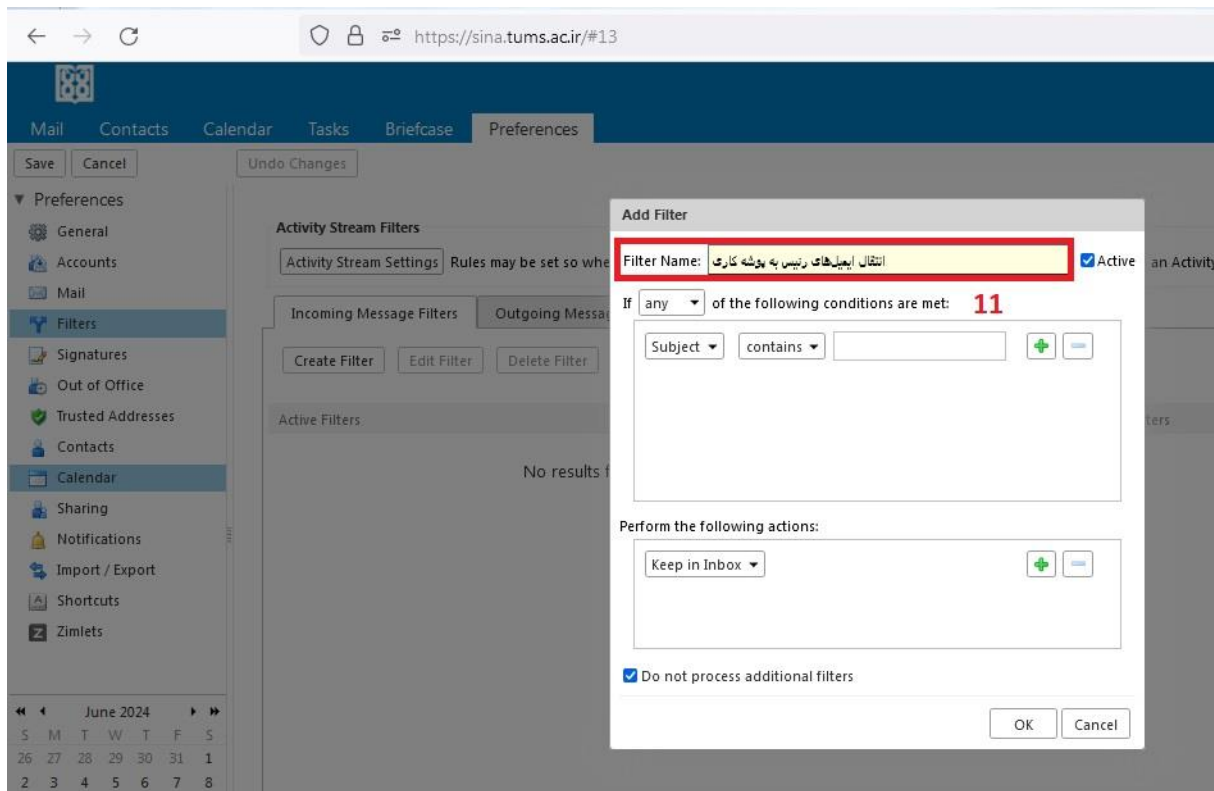 https://sina.tums.ac.ir/#13
Mail Contacts Calendar Tasks Briefcase Preferences
Save Cancel Undo Changes
Preferences
General
Accounts
Mail
Filters
Signatures
Out of Office
Trusted Addresses
Contacts
Calendar
Sharing
Notifications
Import / Export
Shortcuts
Zimlets
June 2024
S M T W T F S
26 27 28 29 30 31 1
2 3 4 5 6 7 8
Activity Stream Filters
Activity Stream Settings Rules may be set so whe
an Activity
Incoming Message Filters Outgoing Messag
Create Filter Edit Filter Delete Filter
Active Filters
ters
No results f
Add Filter
Filter Name: انتقال ایمیل‌های رئیس به پوشه کاری Active
If any of the following conditions are met: 11
Subject contains
Perform the following actions:
Keep in Inbox
Do not process additional filters
OK Cancel